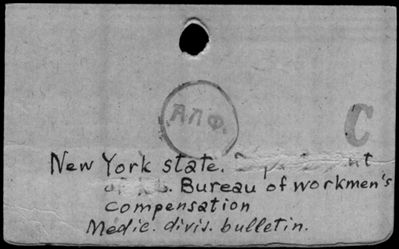 АПФ.
C
New York state.
Bureau of workmen's
compensation
Medic. divis. bulletin.